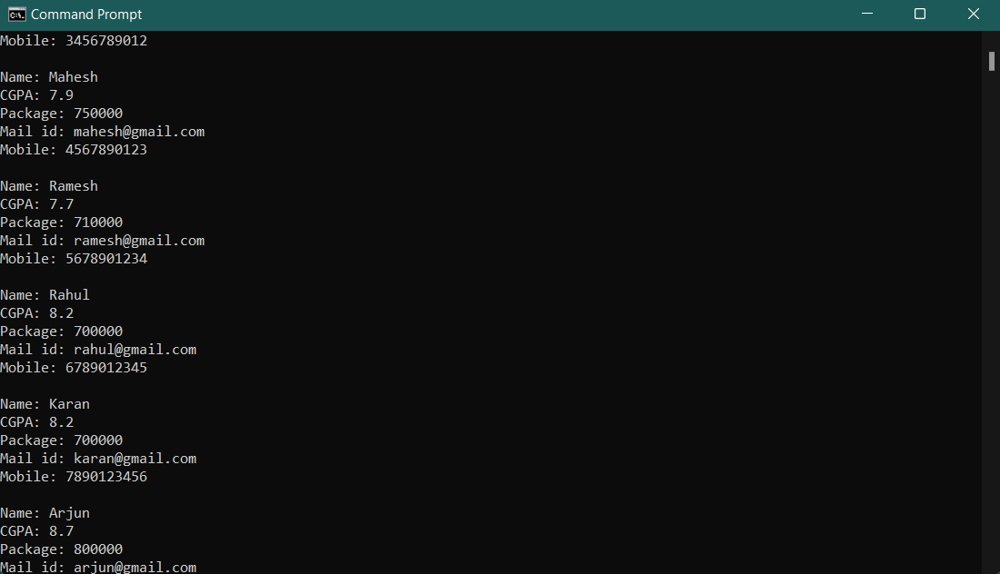 Command Prompt
Mobile: 3456789012
Name: Mahesh
CGPA: 7.9
Package: 750000
Mail id: mahesh@gmail.com
Mobile: 4567890123
Name: Ramesh
CGPA: 7.7
Package: 710000
Mail id: ramesh@gmail.com
Mobile: 5678901234
Name: Rahul
CGPA: 8.2
Package: 700000
Mail id: rahul@gmail.com
Mobile: 6789012345
Name: Karan
CGPA: 8.2
Package: 700000
Mail id: karan@gmail.com
Mobile: 7890123456
Name: Arjun
CGPA: 8.7
Package: 800000
Mail id: arjun@gmail.com